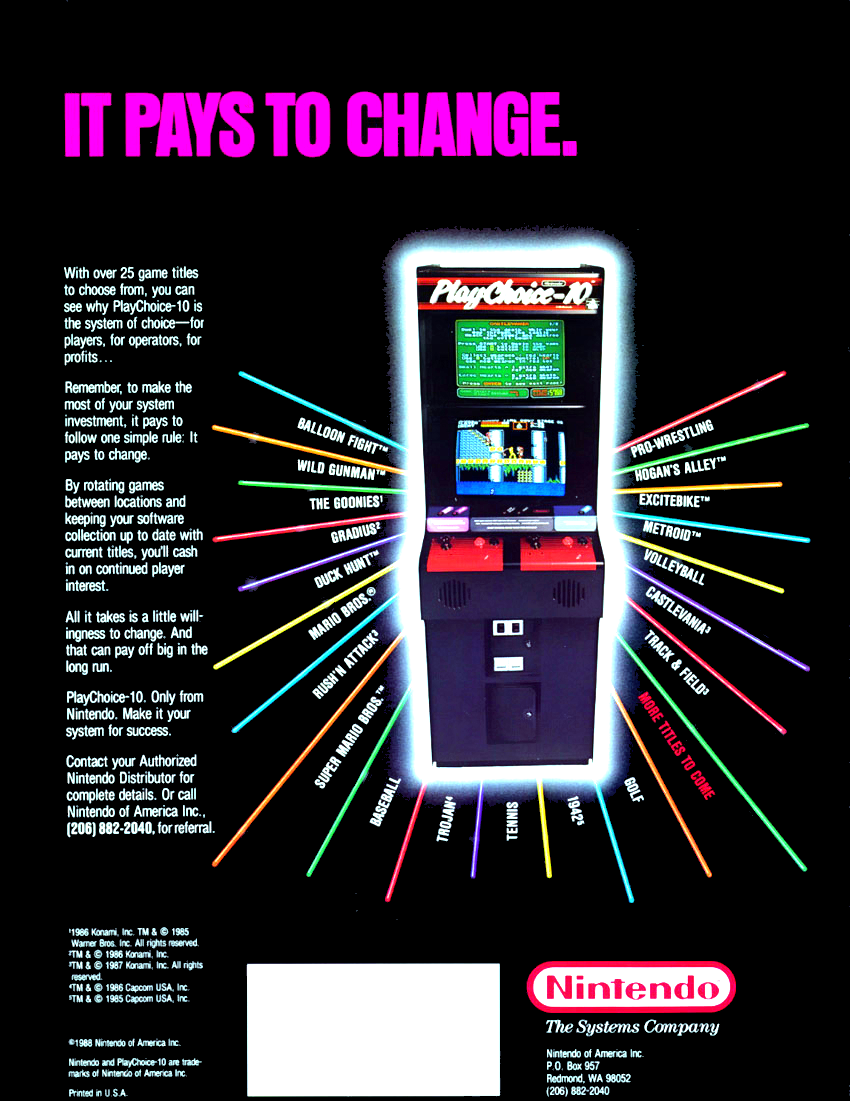 IT PAYS TO CHANGE.
With over 25 game titles
to choose from, you can
see why PlayChoice-10 is
the system of choice—for
players, for operators, for
profits...
Remember, to make the
most of your system
investment, it pays to
follow one simple rule: It
pays to change.
By rotating games
between locations and
keeping your software
collection up to date with
current titles, you'll cash
in on continued player
interest.
All it takes is a little will-
ingness to change. And
that can pay off big in the
long run.
PlayChoice-10. Only from
Nintendo. Make it your
system for success.
Contact your Authorized
Nintendo Distributor for
complete details. Or call
Nintendo of America Inc.,
(206) 882-2040, for referral.
Nintendo
PlayChoice-10
BALLOON FIGHT™
WILD GUNMAN™
THE GOONIES¹
GRADIUS²
DUCK HUNT™
MARIO BROS.®
RUSH'N ATTACK³
SUPER MARIO BROS.™
BASEBALL
TROJAN⁴
TENNIS
1942⁵
GOLF
MORE TITLES TO COME
TRACK & FIELD³
CASTLEVANIA³
VOLLEYBALL
METROID™
EXCITEBIKE™
HOGAN'S ALLEY™
PRO-WRESTLING
¹1986 Konami, Inc. TM & © 1985
Warner Bros. Inc. All rights reserved.
²TM & © 1986 Konami, Inc.
³TM & © 1987 Konami, Inc. All rights
reserved.
⁴TM & © 1986 Capcom USA, Inc.
⁵TM & © 1985 Capcom USA, Inc.
©1988 Nintendo of America Inc.
Nintendo and PlayChoice-10 are trade-
marks of Nintendo of America Inc.
Printed in U.S.A.
Nintendo
The Systems Company
Nintendo of America Inc.
P.O. Box 957
Redmond, WA 98052
(206) 882-2040